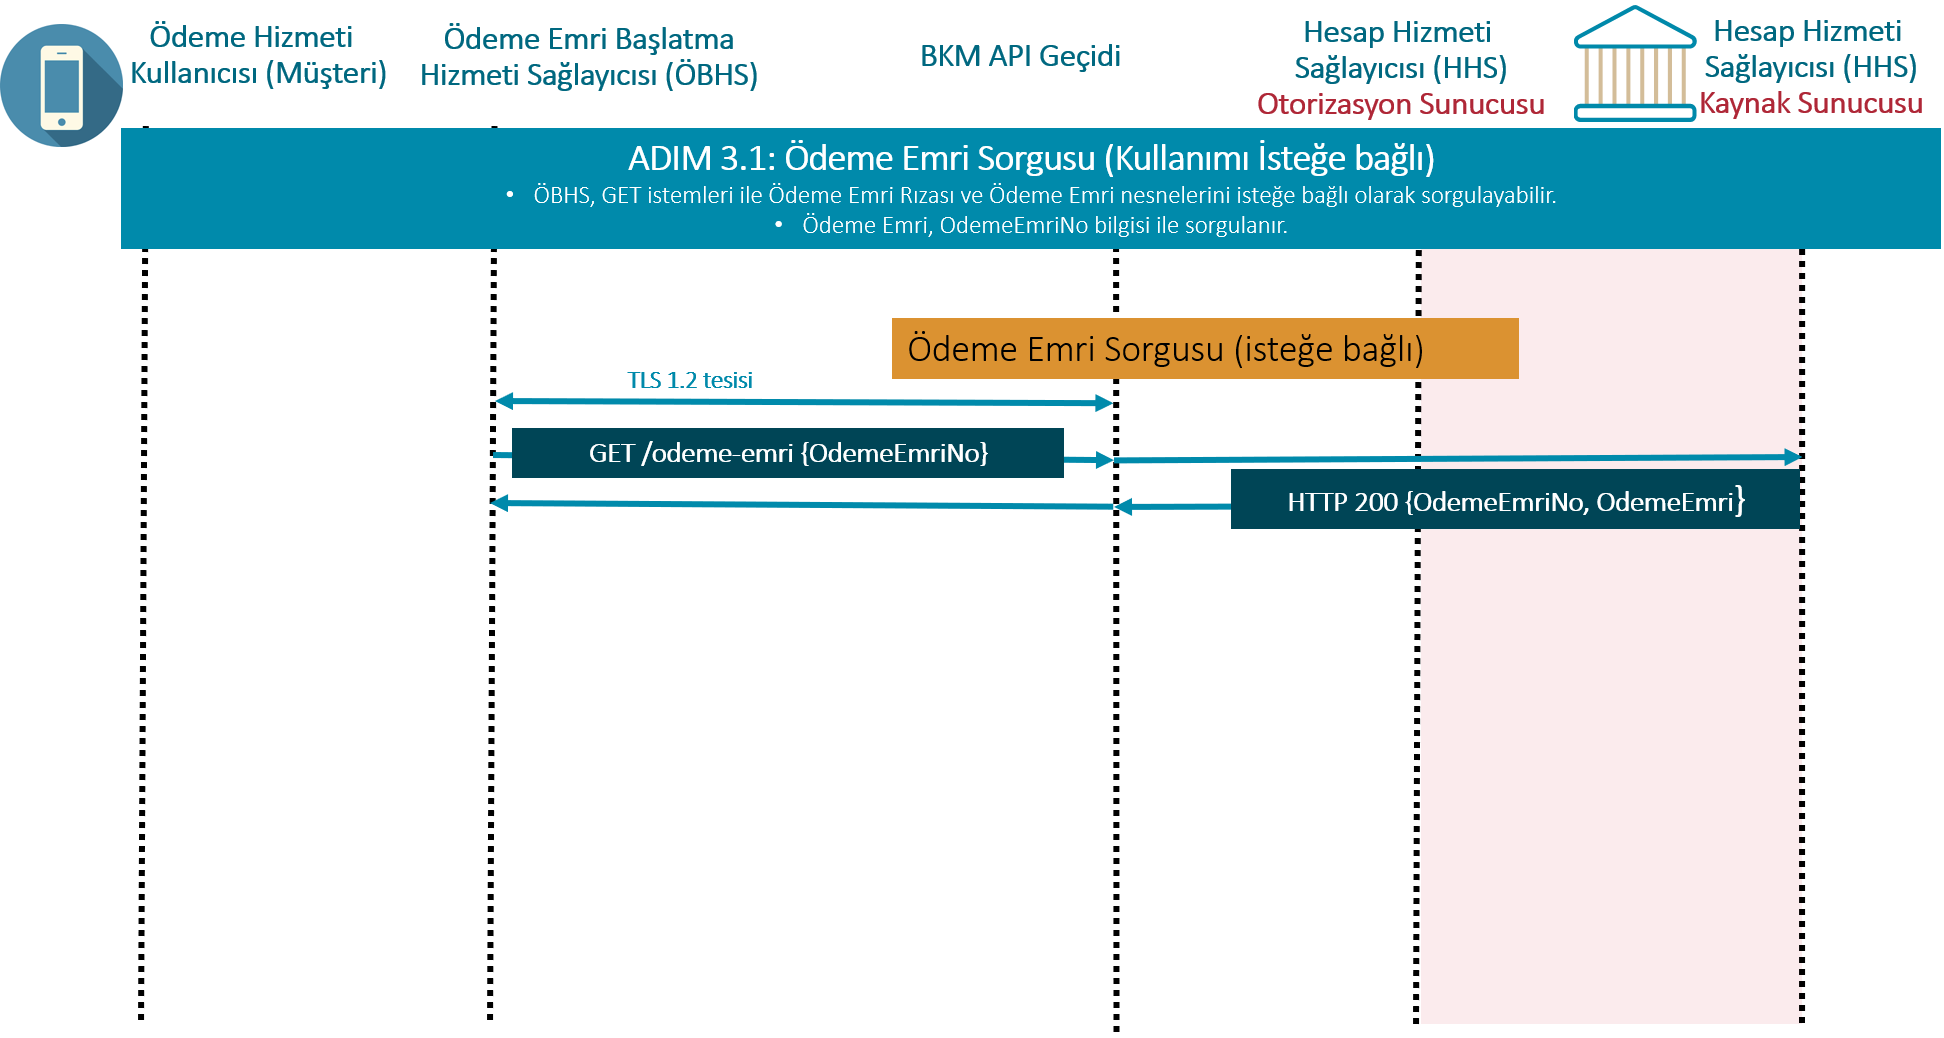 Ödeme Hizmeti
Kullanıcısı (Müşteri)
Ödeme Emri Başlatma
Hizmeti Sağlayıcısı (ÖBHS)
BKM API Geçidi
Hesap Hizmeti
Sağlayıcısı (HHS)
Otorizasyon Sunucusu
Hesap Hizmeti
Sağlayıcısı (HHS)
Kaynak Sunucusu
ADIM 3.1: Ödeme Emri Sorgusu (Kullanımı İsteğe bağlı)
• ÖBHS, GET istemleri ile Ödeme Emri Rızası ve Ödeme Emri nesnelerini isteğe bağlı olarak sorgulayabilir.
• Ödeme Emri, OdemeEmriNo bilgisi ile sorgulanır.
Ödeme Emri Sorgusu (isteğe bağlı)
TLS 1.2 tesisi
GET /odeme-emri {OdemeEmriNo}
HTTP 200 {OdemeEmriNo, OdemeEmri}